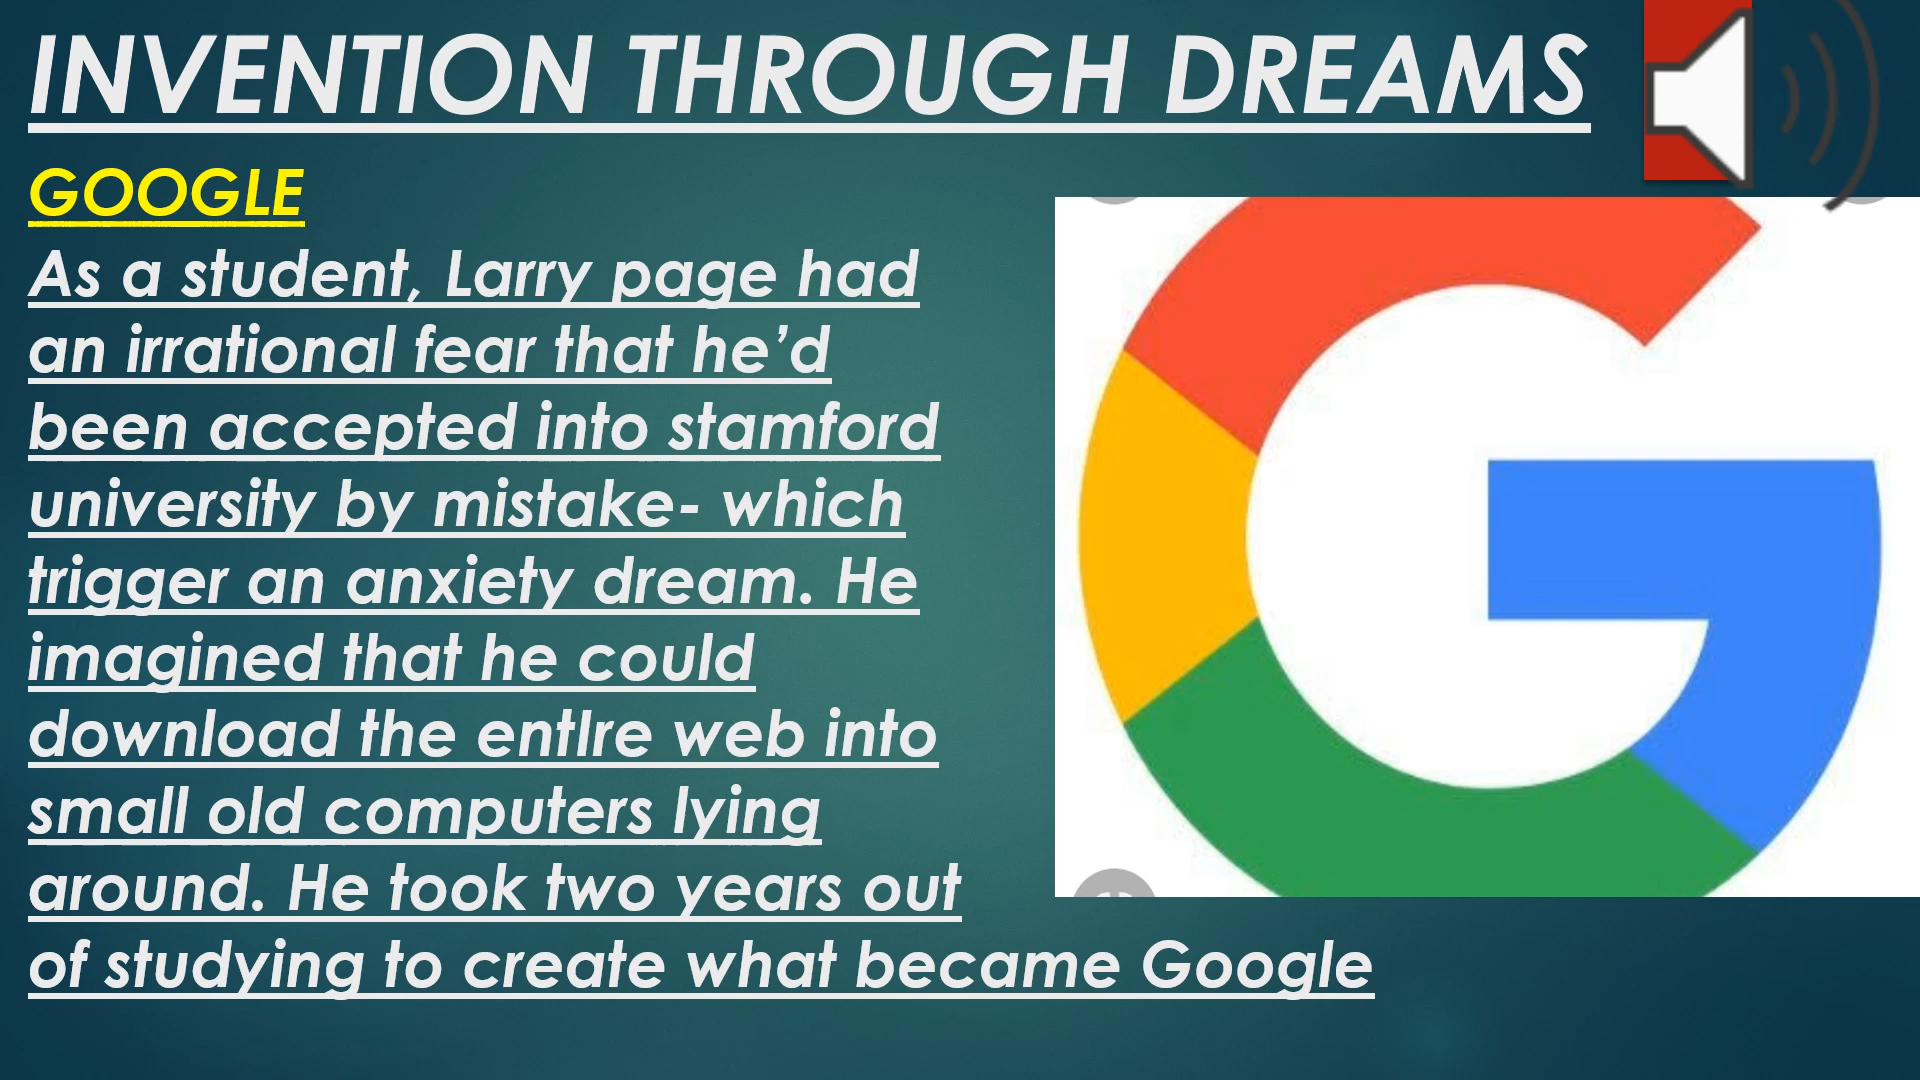 INVENTION THROUGH DREAMS
GOOGLE
As a student, Larry page had
an irrational fear that he’d
been accepted into stamford
university by mistake- which
trigger an anxiety dream. He
imagined that he could
download the entIre web into
small old computers lying
around. He took two years out
of studying to create what became Google